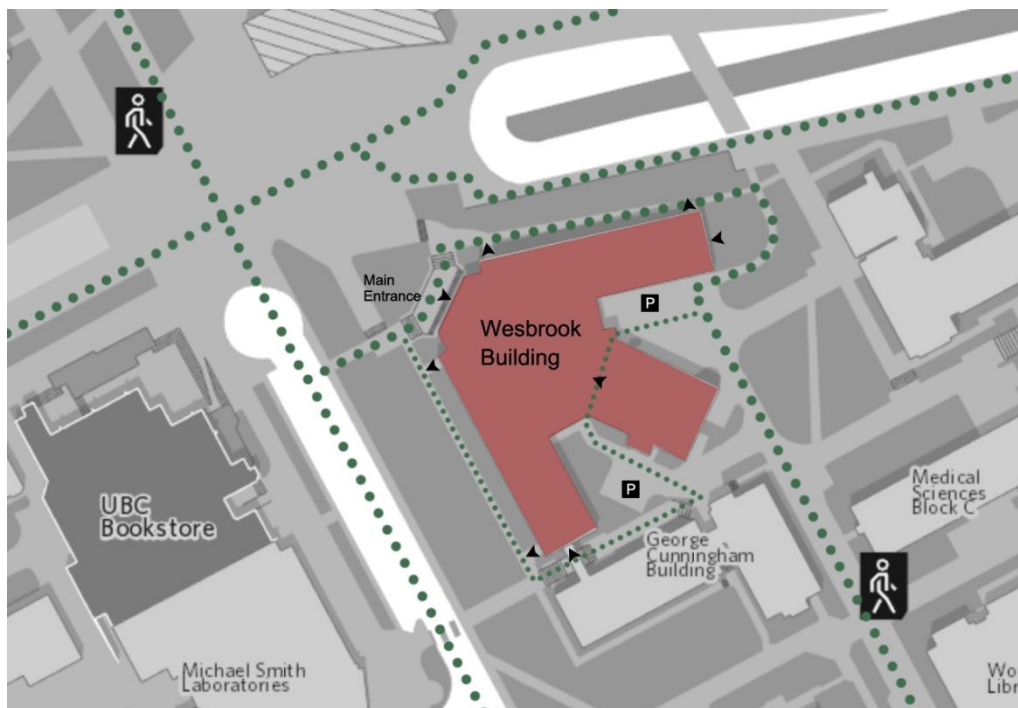 Main
Entrance
P
Wesbrook
Building
UBC
Bookstore
P
Medical
Sciences
Block C
George
Cunningham
Building
Michael Smith
Laboratories